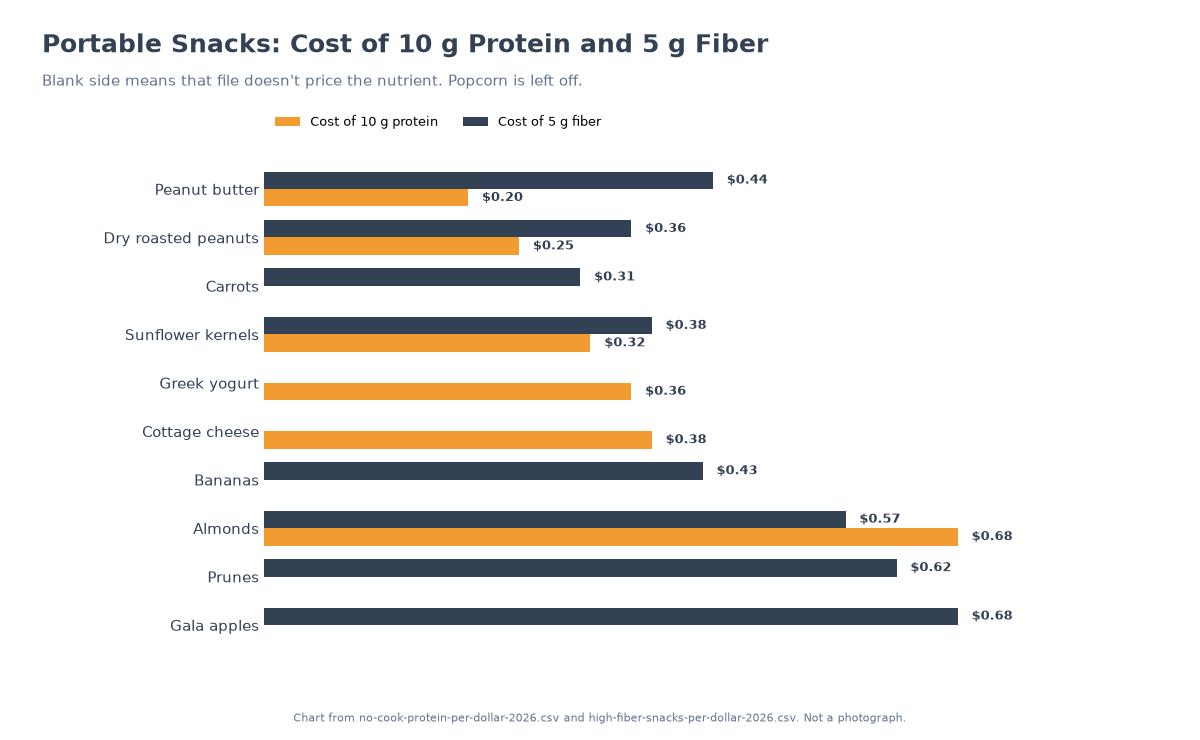 Portable Snacks: Cost of 10 g Protein and 5 g Fiber
Blank side means that file doesn't price the nutrient. Popcorn is left off.
Cost of 10 g protein
Cost of 5 g fiber
Peanut butter
$0.44
$0.20
Dry roasted peanuts
$0.36
$0.25
Carrots
$0.31
Sunflower kernels
$0.38
$0.32
Greek yogurt
$0.36
Cottage cheese
$0.38
Bananas
$0.43
Almonds
$0.57
$0.68
Prunes
$0.62
Gala apples
$0.68
Chart from no-cook-protein-per-dollar-2026.csv and high-fiber-snacks-per-dollar-2026.csv. Not a photograph.